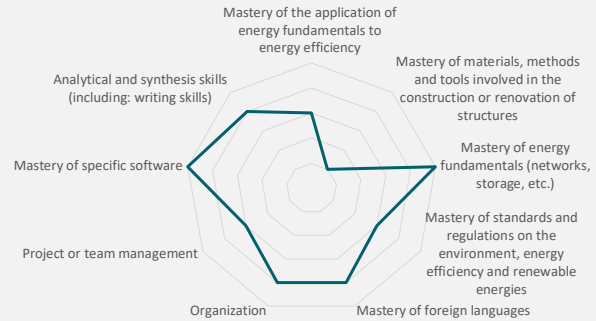 Mastery of the application of
energy fundamentals to
energy efficiency
Mastery of materials, methods
and tools involved in the
construction or renovation of
structures
Mastery of energy
fundamentals (networks,
storage, etc.)
Mastery of standards and
regulations on the
environment, energy
efficiency and renewable
energies
Mastery of foreign languages
Organization
Project or team management
Mastery of specific software
Analytical and synthesis skills
(including: writing skills)